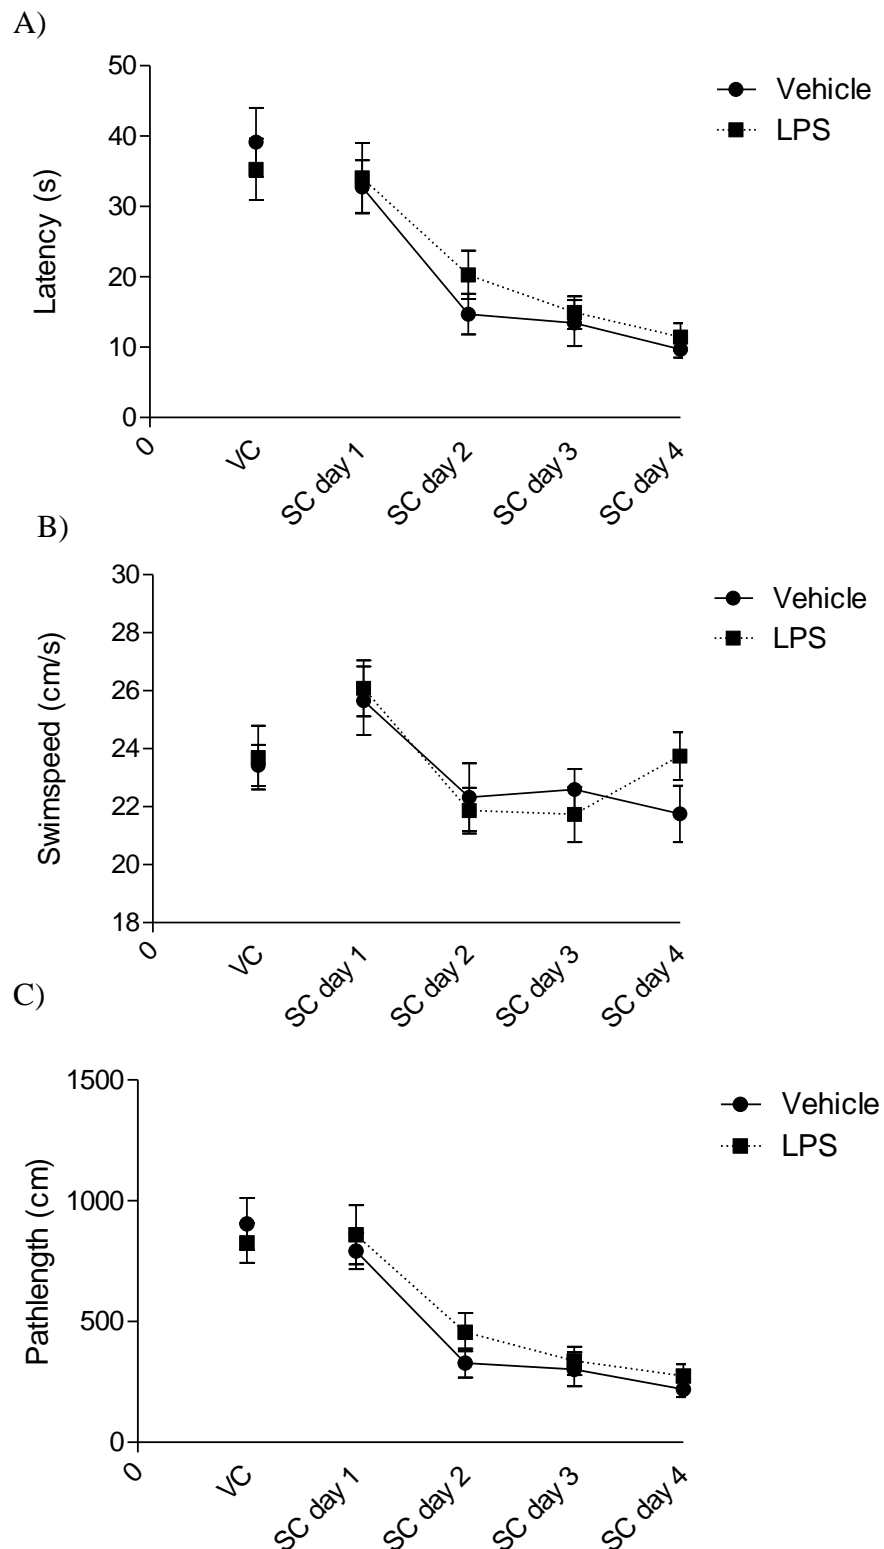 A)
50
40
30
20
10
0
Latency (s)
Vehicle
LPS
0
VC
SC day 1
SC day 2
SC day 3
SC day 4
B)
30
28
26
24
22
20
18
Swimspeed (cm/s)
Vehicle
LPS
0
VC
SC day 1
SC day 2
SC day 3
SC day 4
C)
1500
1000
500
0
Pathlength (cm)
Vehicle
LPS
0
VC
SC day 1
SC day 2
SC day 3
SC day 4